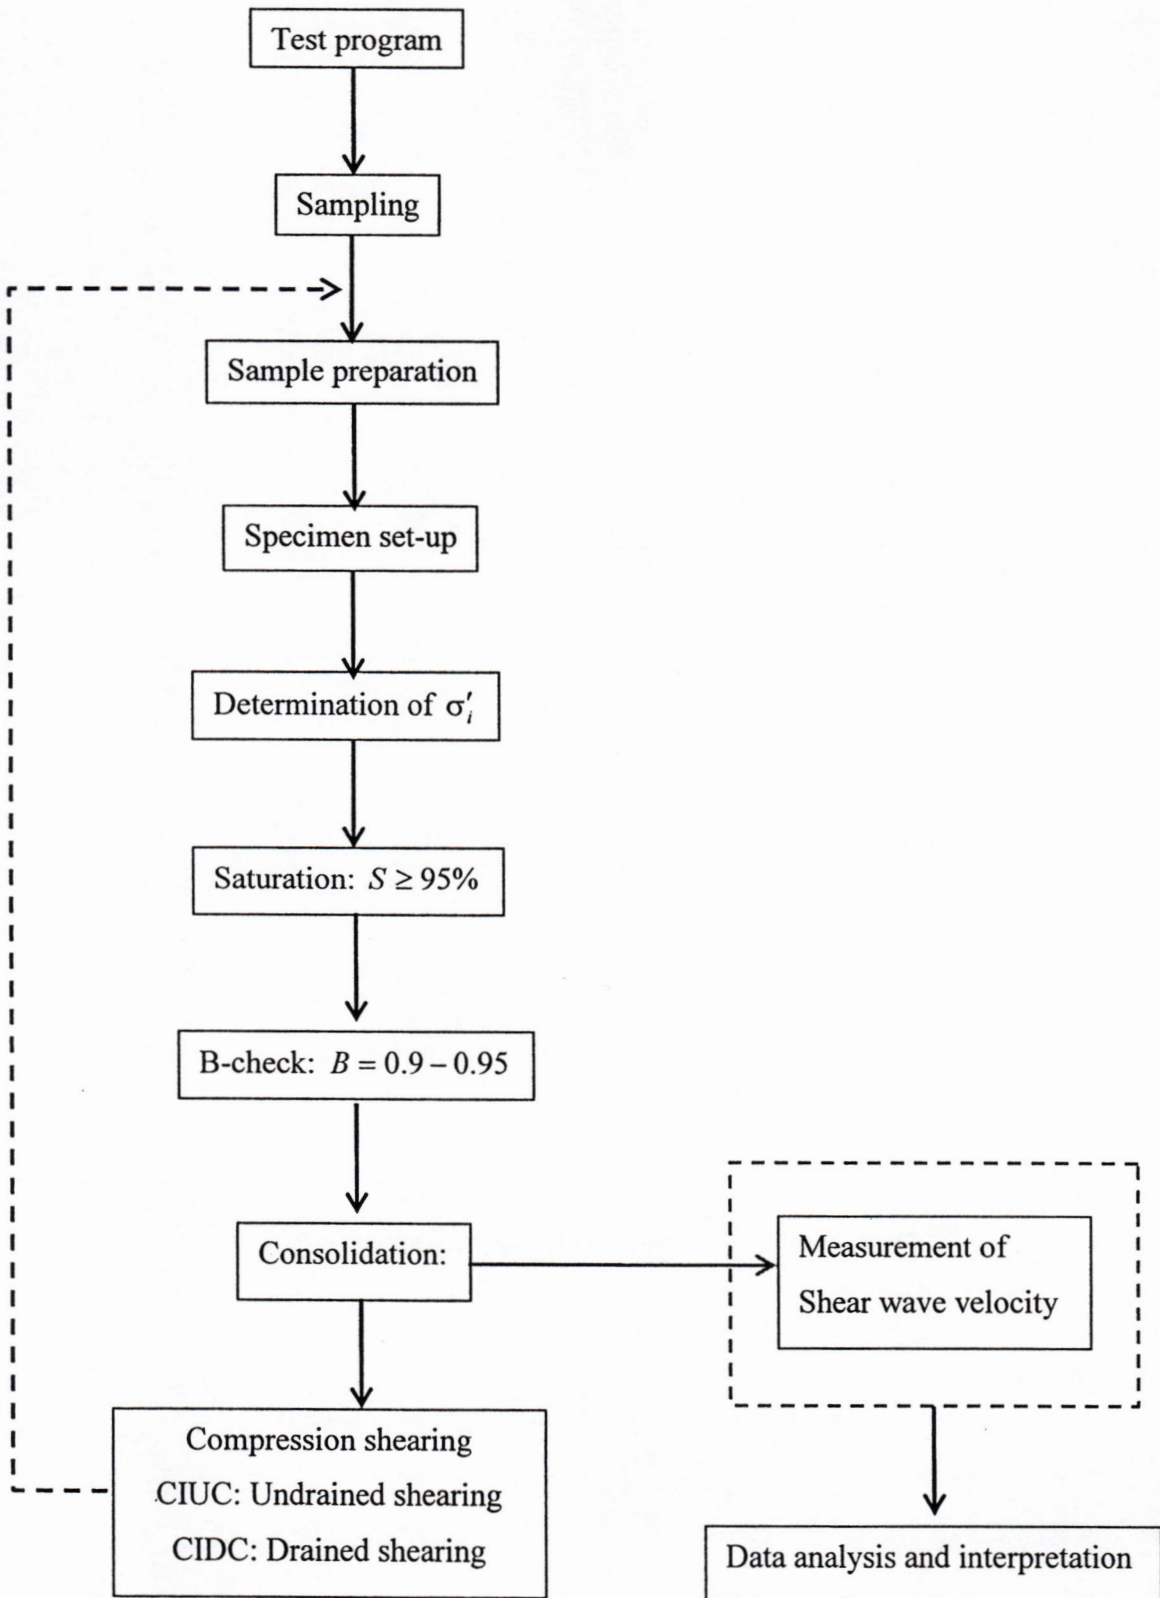 Test program
Sampling
Sample preparation
Specimen set-up
Determination of σ′ᵢ
Saturation: S ≥ 95%
B-check: B = 0.9 – 0.95
Consolidation:
Measurement of
Shear wave velocity
Compression shearing
CIUC: Undrained shearing
CIDC: Drained shearing
Data analysis and interpretation